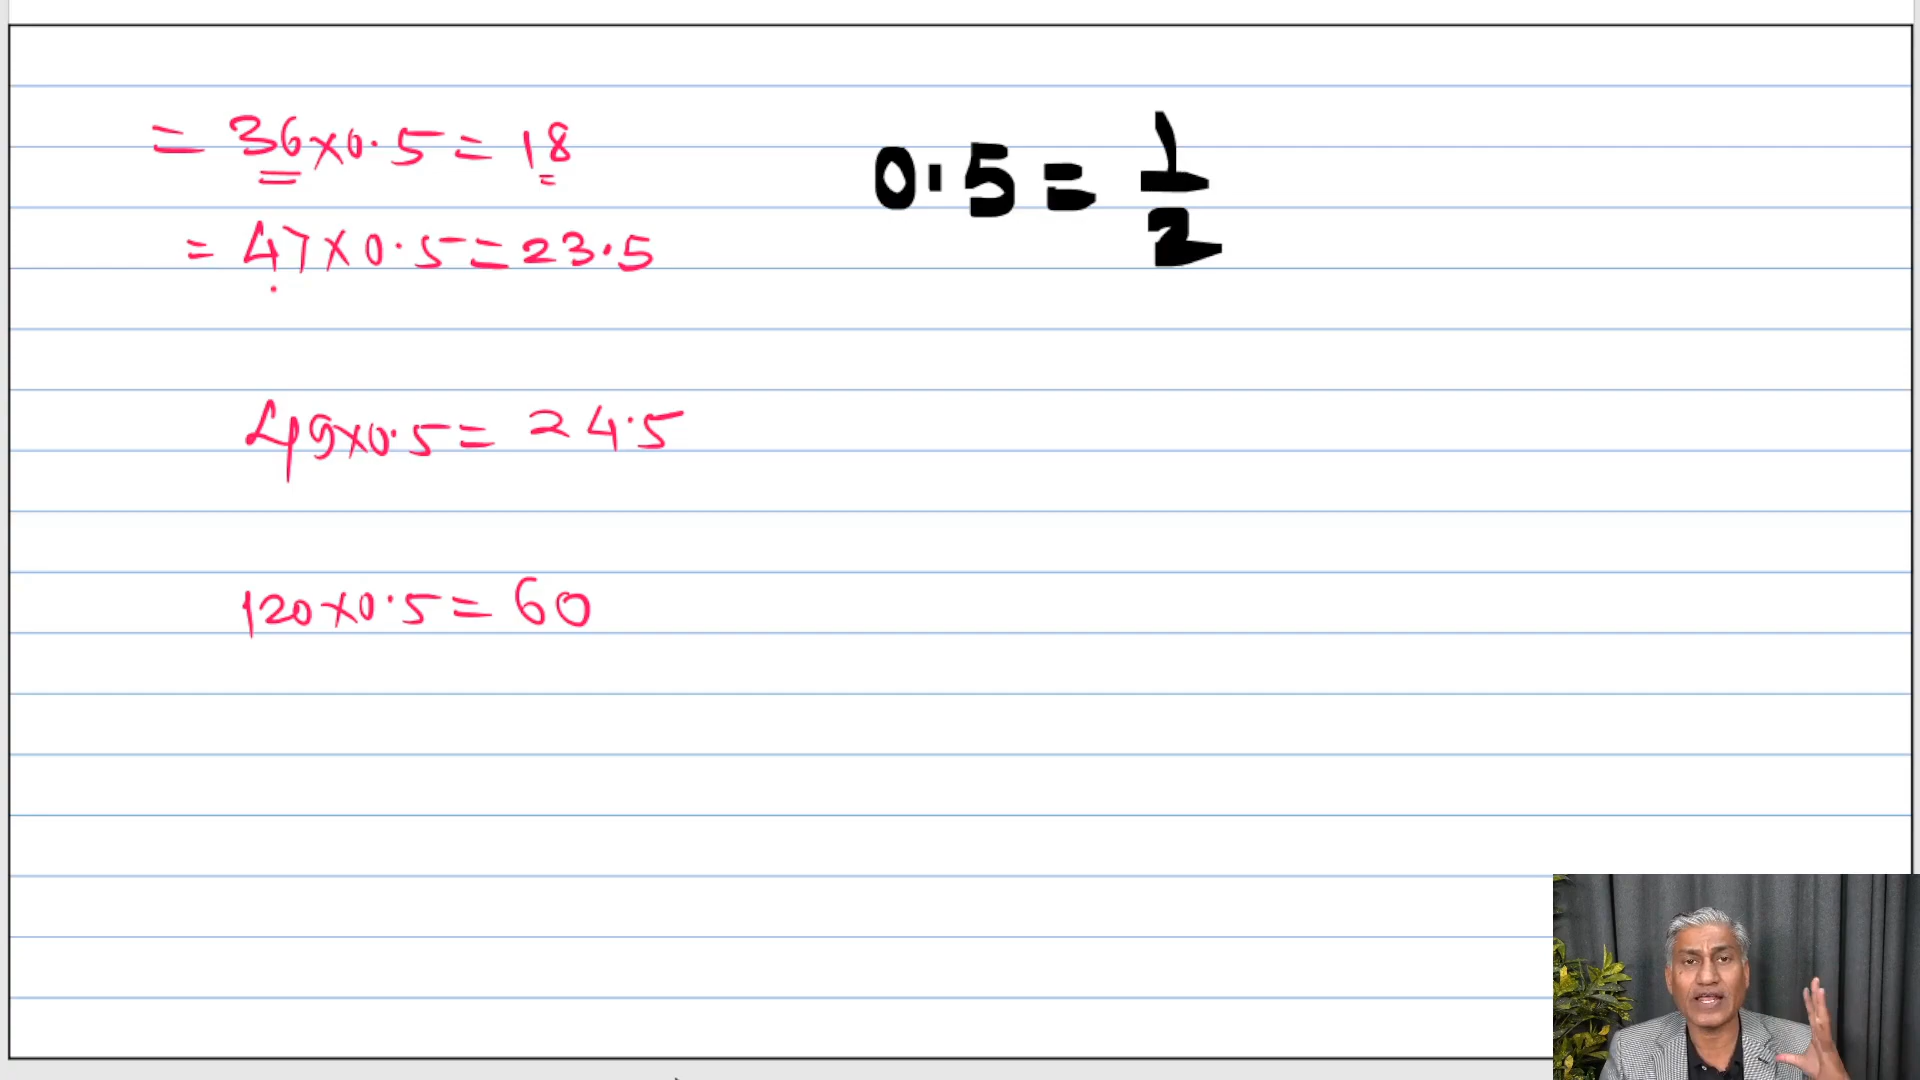 = 36 × 0.5 = 18
0.5 = 1/2
= 47 × 0.5 = 23.5
49 × 0.5 = 24.5
120 × 0.5 = 60